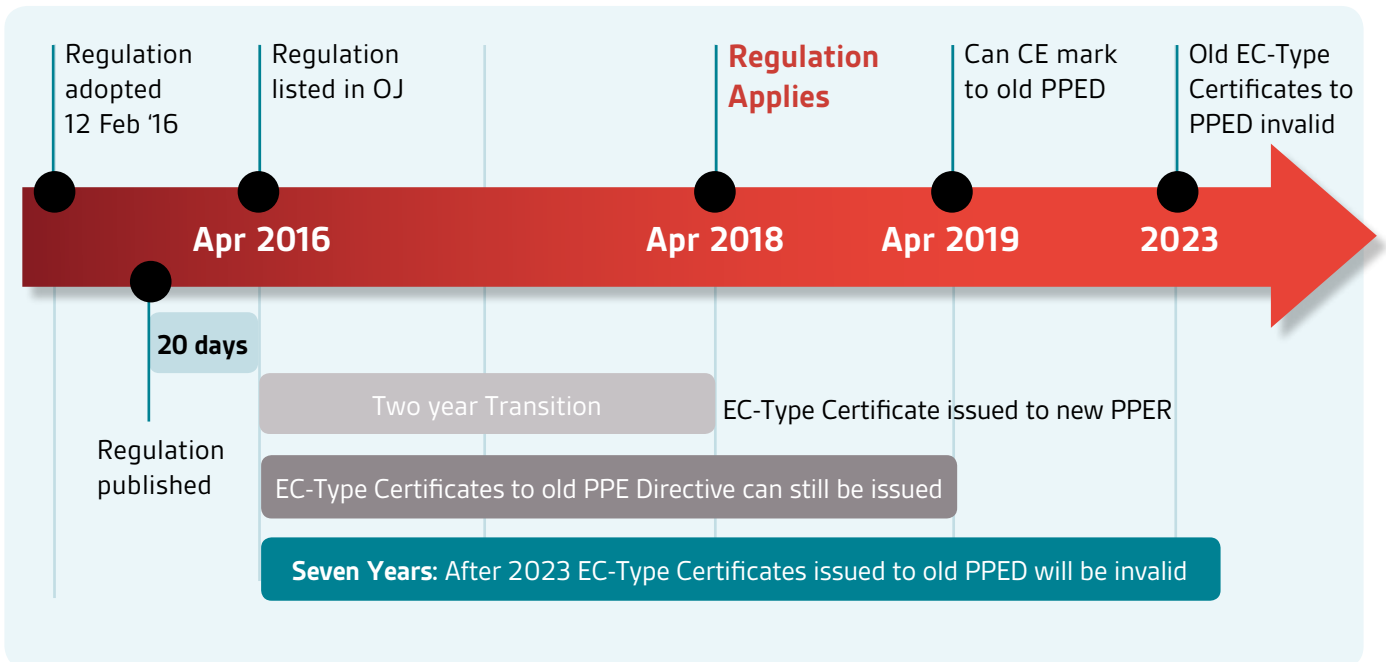 Regulation
adopted
12 Feb ‘16
Regulation
listed in OJ
Regulation
Applies
Can CE mark
to old PPED
Old EC-Type
Certificates to
PPED invalid
Apr 2016
Apr 2018
Apr 2019
2023
20 days
Regulation
published
Two year Transition
EC-Type Certificate issued to new PPER
EC-Type Certificates to old PPE Directive can still be issued
Seven Years: After 2023 EC-Type Certificates issued to old PPED will be invalid